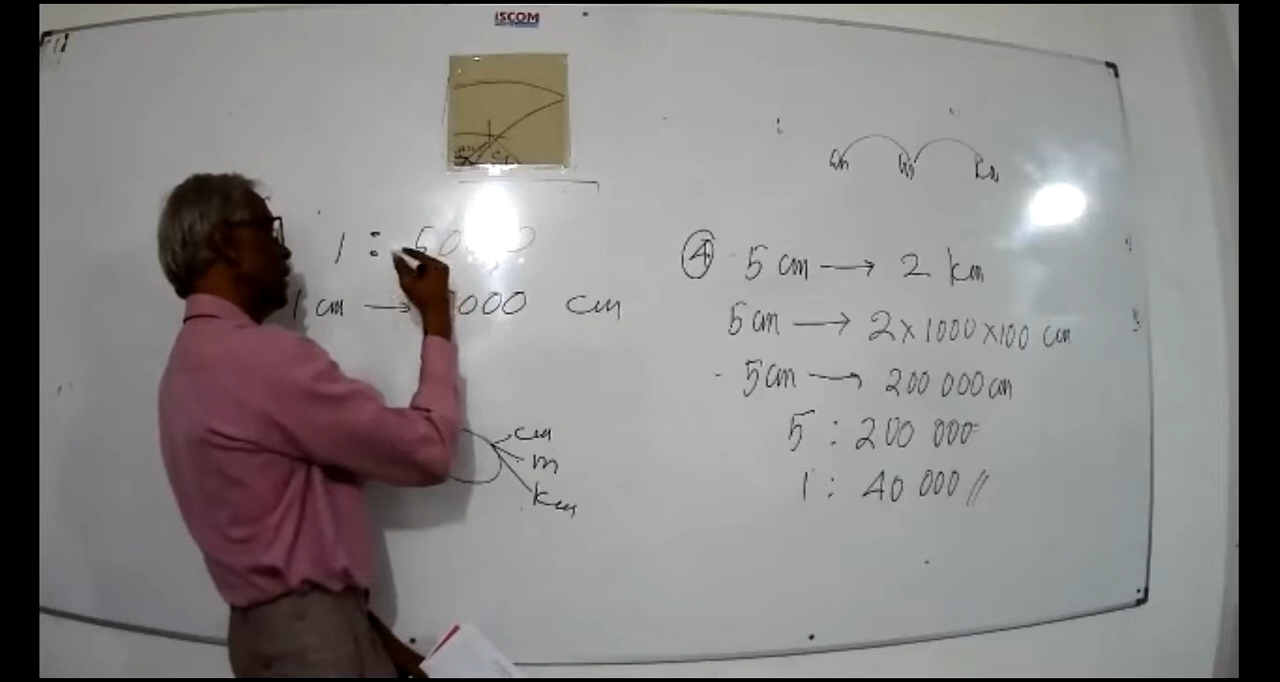 ISCOM
cm m km
1 : 50
1 cm → 000 cm
cm
m
km
④ 5 cm → 2 km
5 cm → 2 × 1000 × 100 cm
5 cm → 200 000 cm
5 : 200 000
1 : 40 000 //